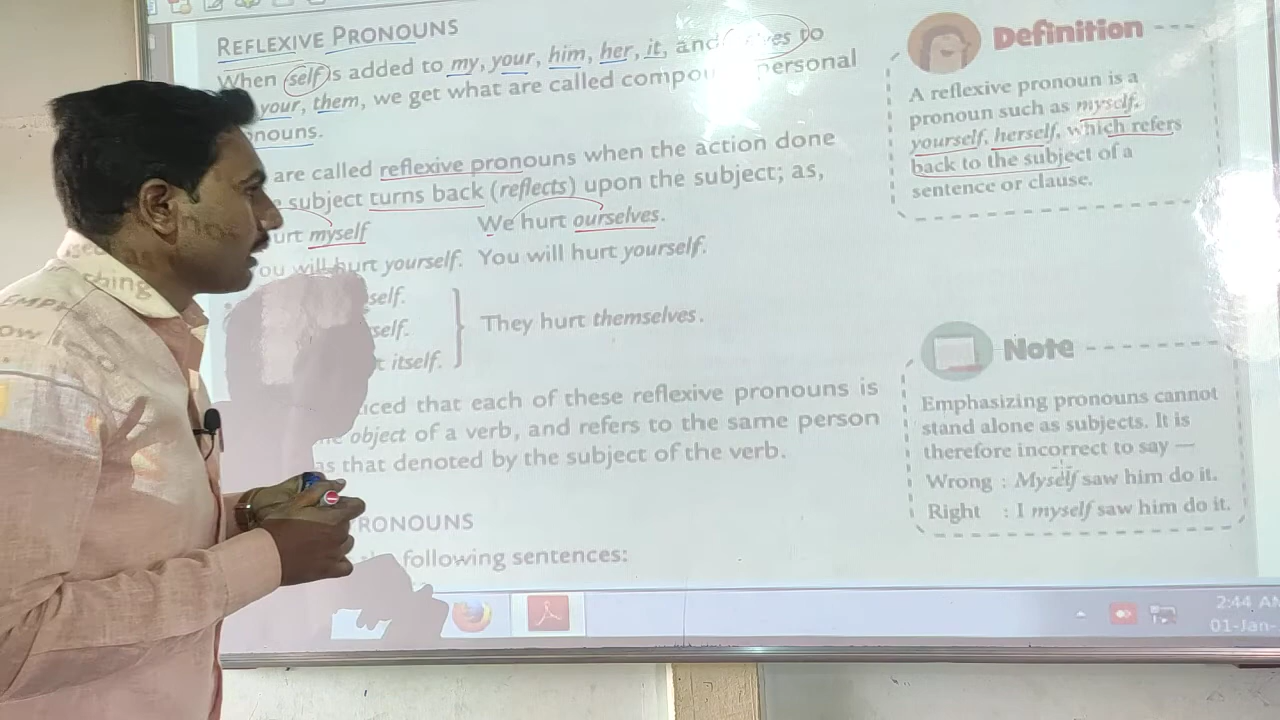 REFLEXIVE PRONOUNS
When self is added to my, your, him, her, it, and to
your, them, we get what are called personal
are called reflexive pronouns when the action done
subject turns back (reflects) upon the subject; as,
myself We hurt ourselves.
You will hurt yourself. You will hurt yourself.
self.
self. They hurt themselves.
itself.
that each of these reflexive pronouns is
object of a verb, and refers to the same person
as that denoted by the subject of the verb.
following sentences:
Definition
A reflexive pronoun is a
pronoun such as myself,
yourself, herself, which refers
back to the subject of a
sentence or clause.
Note
Emphasizing pronouns cannot
stand alone as subjects. It is
therefore incorrect to say —
Wrong : Myself saw him do it.
Right : I myself saw him do it.
2:44 AM
01-Jan-